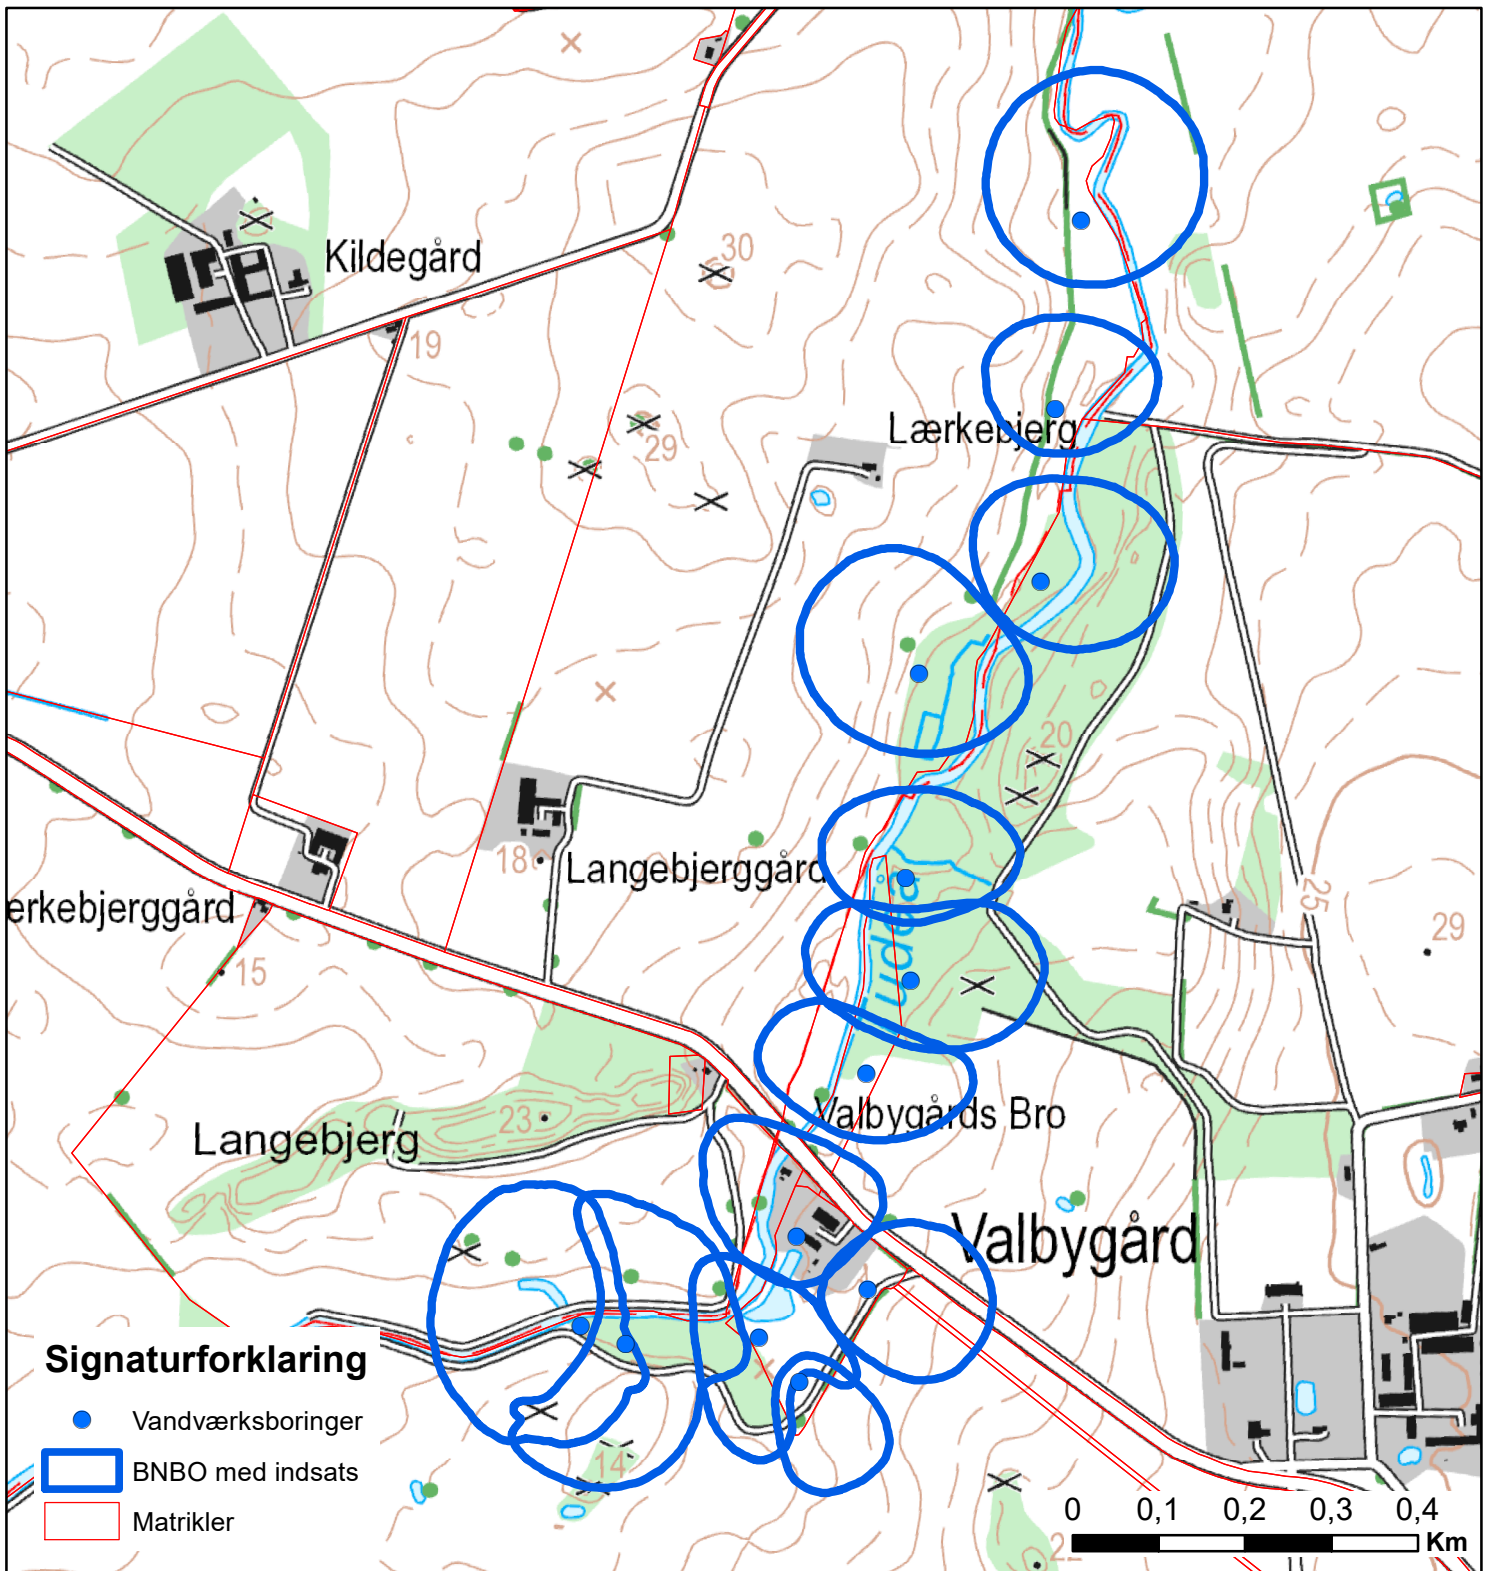 30
Kildegård
19
Lærkebjerg
29
20
18
Langebjerggård
25
erkebjerggård
29
15
Tudeå
23
Valbygårds Bro
Langebjerg
Valbygård
14
Signaturforklaring
Vandværksboringer
BNBO med indsats
Matrikler
0 0,1 0,2 0,3 0,4
Km